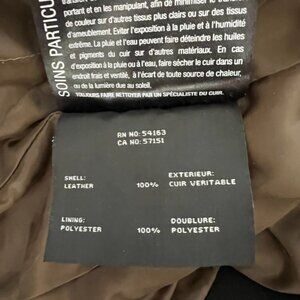 SOINS PARTICU
et en les manipulant, afin de minimiser le trans
de couleur sur d'autres tissus plus clairs ou sur des tissus
d'ameublement. Eviter l'exposition à la pluie et à l'humidité
extrême. La pluie et l'eau peuvent faire déteindre les huiles
et pigments du cuir sur d'autres matériaux. En cas
d'exposition à la pluie ou à l'eau, faire sécher le cuir dans un
endroit frais et ventilé, à l'écart de toute source de chaleur,
ou de la lumière due au soleil.
TOUJOURS FAIRE NETTOYER PAR UN SPÉCIALISTE DU CUIR.
RN NO: 54163
CA NO: 57151
SHELL: EXTERIEUR:
LEATHER 100% CUIR VERITABLE
LINING: DOUBLURE:
POLYESTER 100% POLYESTER